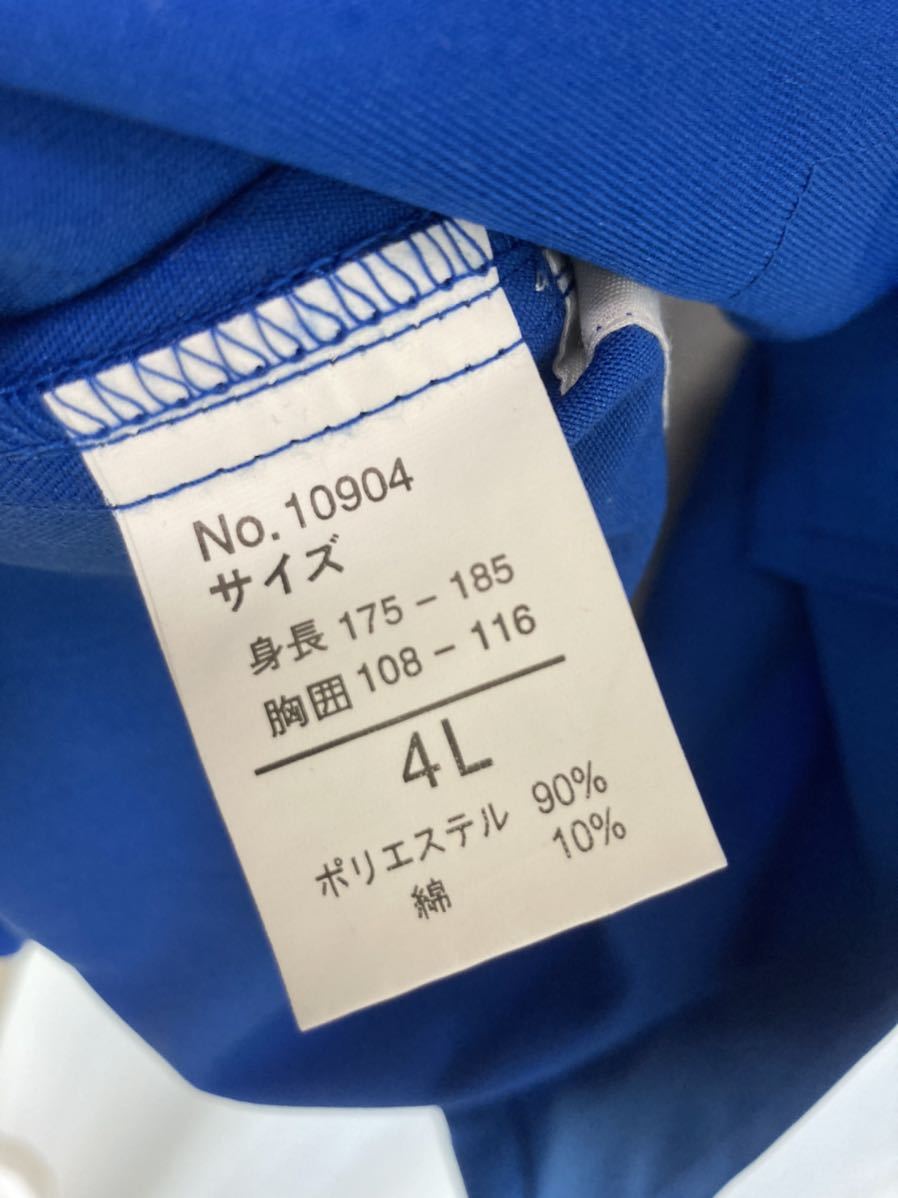 No.10904
サイズ
身長 175 - 185
胸囲 108 - 116
4L
ポリエステル 90%
綿 10%